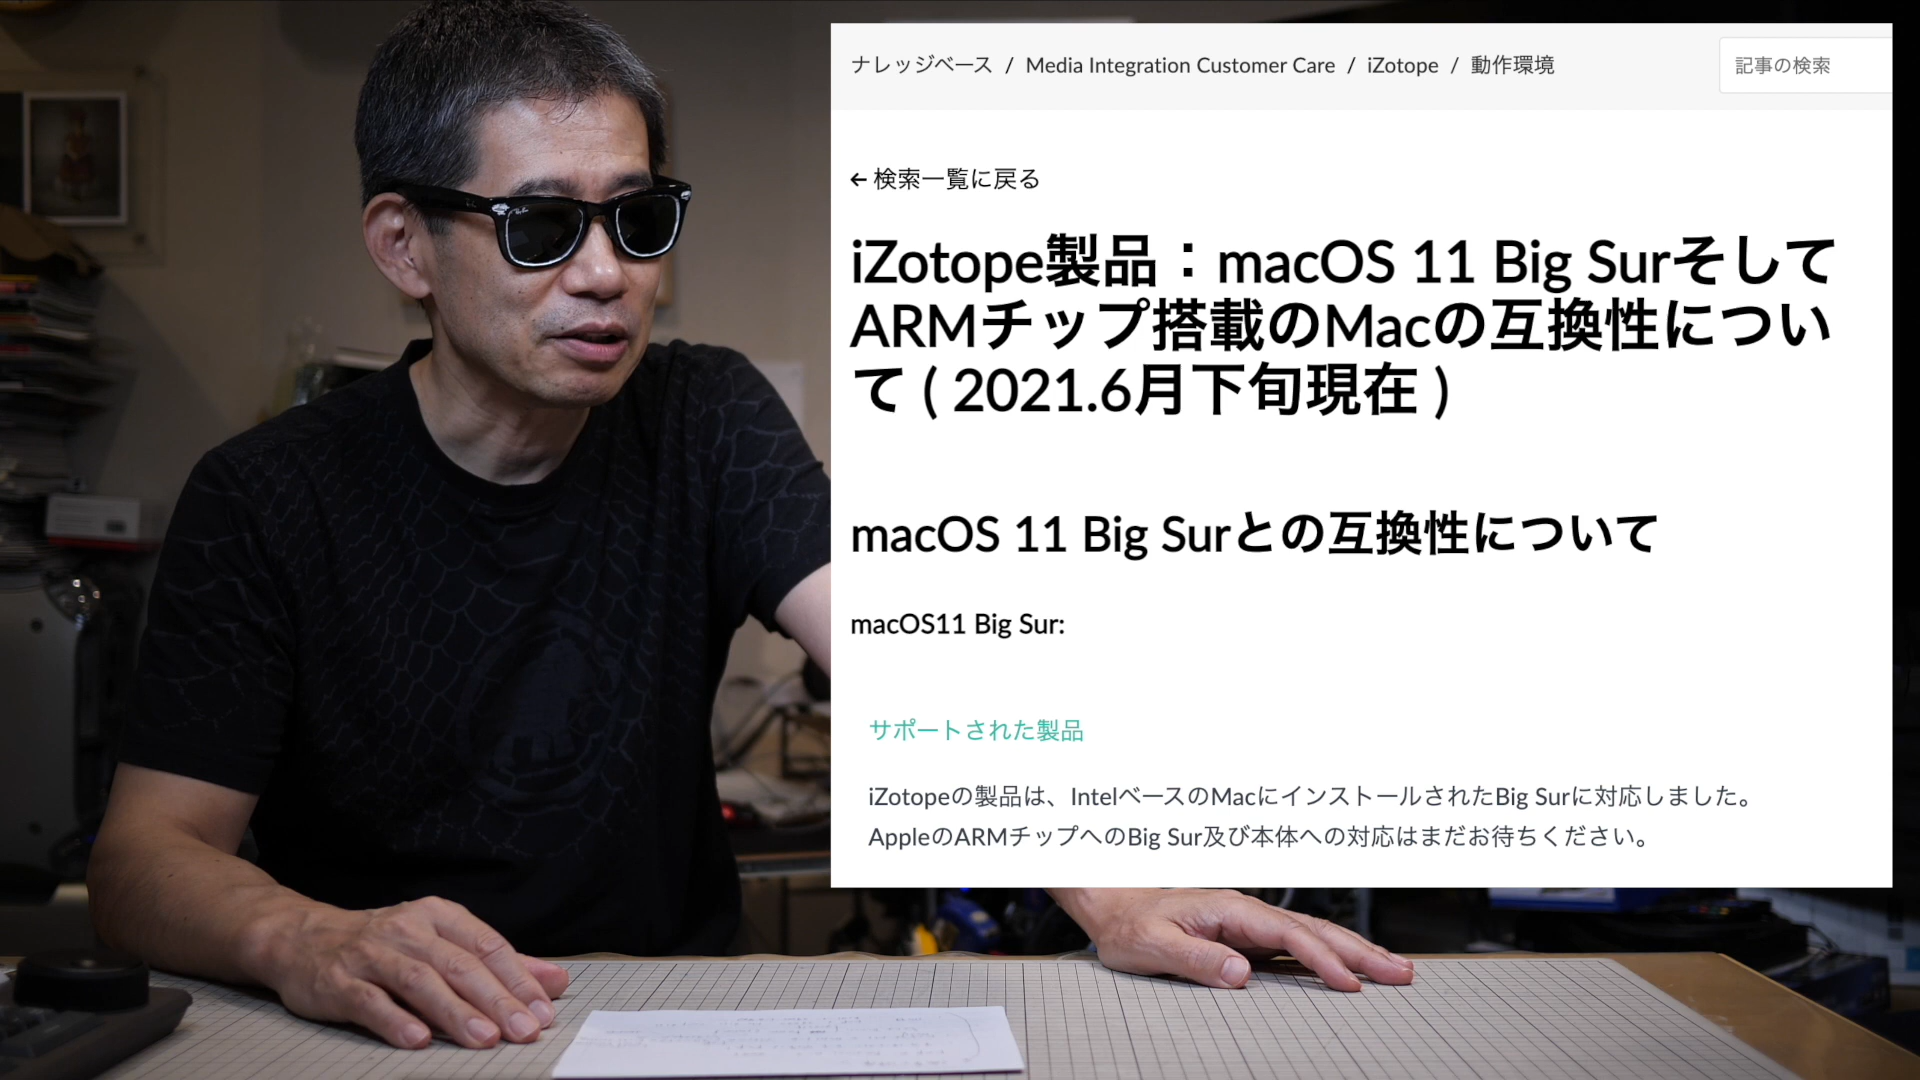 ナレッジベース / Media Integration Customer Care / iZotope / 動作環境
記事の検索
← 検索一覧に戻る
iZotope製品：macOS 11 Big Surそして
ARMチップ搭載のMacの互換性につい
て ( 2021.6月下旬現在 )
macOS 11 Big Surとの互換性について
macOS11 Big Sur:
サポートされた製品
iZotopeの製品は、IntelベースのMacにインストールされたBig Surに対応しました。
AppleのARMチップへのBig Sur及び本体への対応はまだお待ちください。
Ray-Ban